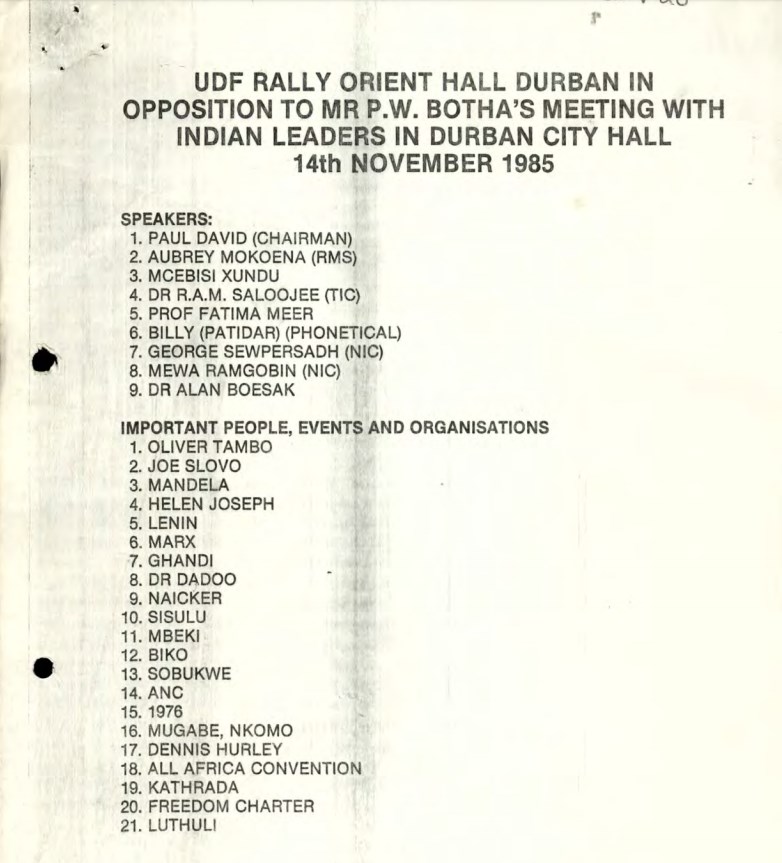 UDF RALLY ORIENT HALL DURBAN IN
OPPOSITION TO MR P.W. BOTHA'S MEETING WITH
INDIAN LEADERS IN DURBAN CITY HALL
14th NOVEMBER 1985
SPEAKERS:
1. PAUL DAVID (CHAIRMAN)
2. AUBREY MOKOENA (RMS)
3. MCEBISI XUNDU
4. DR R.A.M. SALOOJEE (TIC)
5. PROF FATIMA MEER
6. BILLY (PATIDAR) (PHONETICAL)
7. GEORGE SEWPERSADH (NIC)
8. MEWA RAMGOBIN (NIC)
9. DR ALAN BOESAK
IMPORTANT PEOPLE, EVENTS AND ORGANISATIONS
1. OLIVER TAMBO
2. JOE SLOVO
3. MANDELA
4. HELEN JOSEPH
5. LENIN
6. MARX
7. GHANDI
8. DR DADOO
9. NAICKER
10. SISULU
11. MBEKI
12. BIKO
13. SOBUKWE
14. ANC
15. 1976
16. MUGABE, NKOMO
17. DENNIS HURLEY
18. ALL AFRICA CONVENTION
19. KATHRADA
20. FREEDOM CHARTER
21. LUTHULI